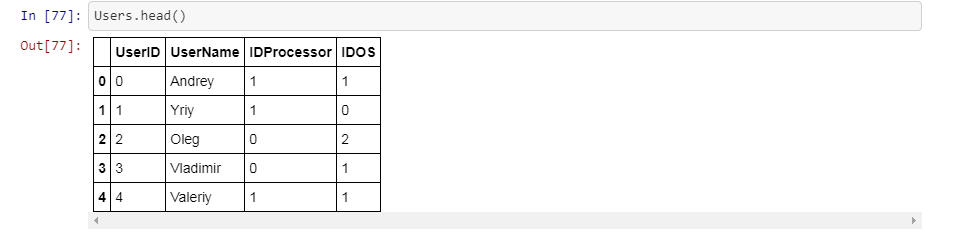 In [77]: Users.head()
Out[77]:
UserID UserName IDProcessor IDOS
0 0 Andrey 1 1
1 1 Yriy 1 0
2 2 Oleg 0 2
3 3 Vladimir 0 1
4 4 Valeriy 1 1